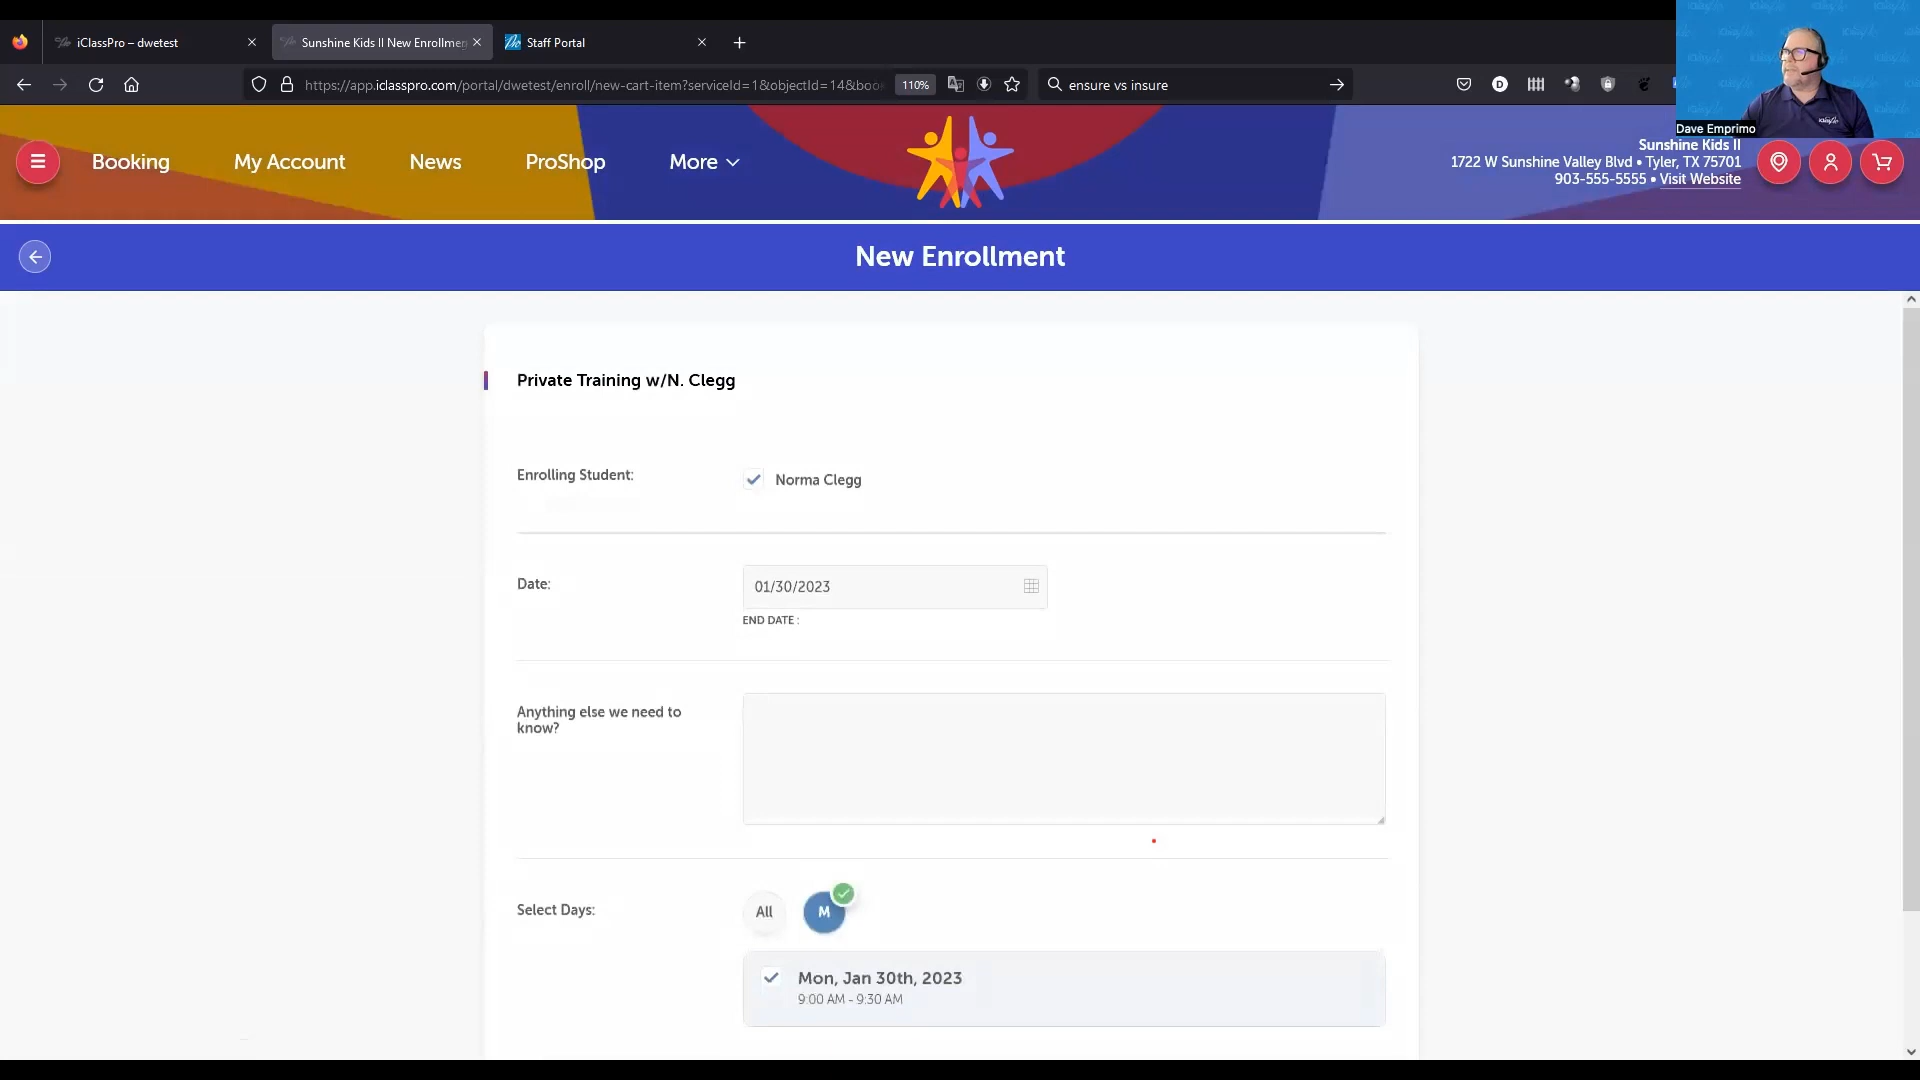 iClassPro – dwetest
Sunshine Kids II New Enrollmen
Staff Portal
https://app.iclasspro.com/portal/dwetest/enroll/new-cart-item?serviceId=1&objectId=14&boo
110%
ensure vs insure
Dave Emprimo
Booking
My Account
News
ProShop
More
Sunshine Kids II
1722 W Sunshine Valley Blvd • Tyler, TX 75701
903-555-5555 • Visit Website
New Enrollment
Private Training w/N. Clegg
Enrolling Student:
Norma Clegg
Date:
01/30/2023
END DATE :
Anything else we need to
know?
Select Days:
All
M
Mon, Jan 30th, 2023
9:00 AM - 9:30 AM